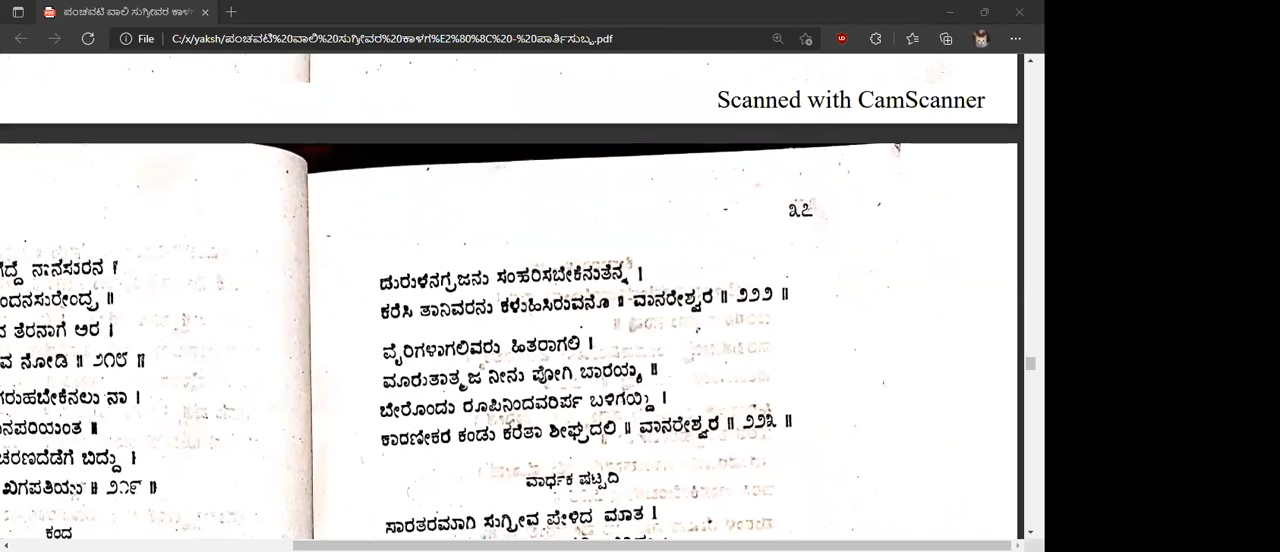 ಪಂಚವಟಿ ವಾಲಿ ಸುಗ್ರೀವರ ಕಾಳಗ
File C:/x/yaksh/ಪಂಚವಟಿ%20ವಾಲಿ%20ಸುಗ್ರೀವರ%20ಕಾಳಗ%E2%80%8C%20-%20ಪಾರ್ತಿಸುಬ್ಬ.pdf
Scanned with CamScanner
ನಾನಸುರನ ।
ಂದನಸುರೇಂದ್ರ ॥
ತೆರನಾಗೆ ಅರ ।
ವ ನೋಡಿ ॥ ೨೧೮ ॥
ಗರುಹಬೇಕೆನಲು ನಾ ।
ನಪರಿಯಂತ ॥
ಚರಣದೆಡೆಗೆ ಬಿದ್ದು ।
ಖಗಪತಿಯು ॥ ೨೧೯ ॥
ಕಂದ
೩೭
ಡುರುಳನಗ್ರಜನು ಸಂಹರಿಸಬೇಕೆನುತೆನ್ನ ।
ಕರೆಸಿ ತಾನಿವರನು ಕಳುಹಿಸಿರುವನೊ ॥ ವಾನರೇಶ್ವರ ॥ ೨೨೨ ॥
ವೈರಿಗಳಾಗಲಿವರು ಹಿತರಾಗಲಿ ।
ಮಾರುತಾತ್ಮಜ ನೀನು ಪೋಗಿ ಬಾರಯ್ಯ ॥
ಬೇರೊಂದು ರೂಪಿನಿಂದವರಿರ್ಪ ಬಳಿಗಯ್ದಿ ।
ಕಾರಣೀಕರ ಕಂಡು ಕರೆತಾ ಶೀಘ್ರದಲಿ ॥ ವಾನರೇಶ್ವರ ॥ ೨೨೩ ॥
ವಾರ್ಧಕ ಷಟ್ಪದಿ
ಸಾರತರಮಾಗಿ ಸುಗ್ರೀವ ಪೇಳಿದ ಮಾತ ।